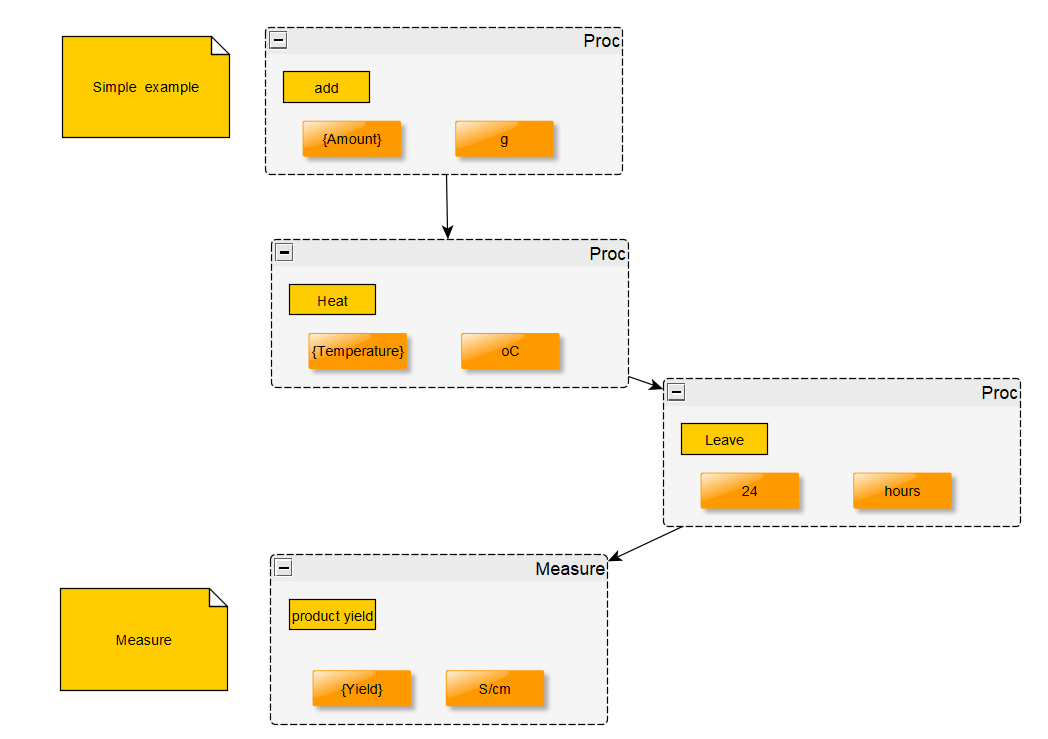 Simple example
Proc
add
{Amount}
g
Proc
Heat
{Temperature}
oC
Proc
Leave
24
hours
Measure
Measure
product yield
{Yield}
S/cm